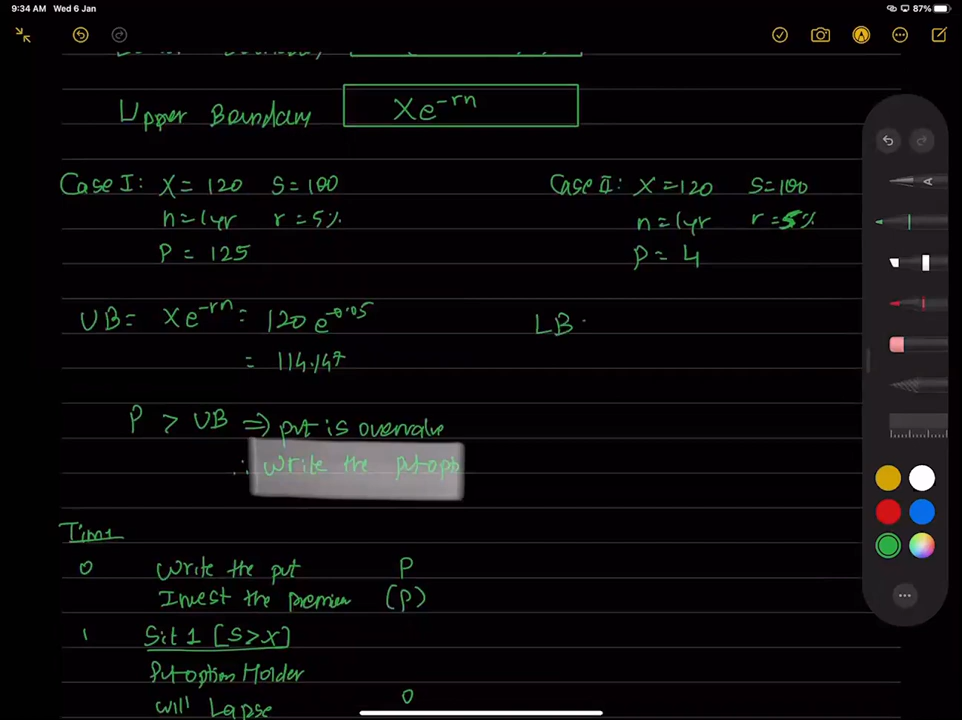 9:34 AM Wed 6 Jan 87%
Upper Boundary Xe^-rn
Case I: X = 120 S = 100
n = 1yr r = 5%
P = 125
Case II: X = 120 S = 100
n = 1yr r = 5%
P = 4
UB = Xe^-rn = 120 e^-0.05
= 114.147
LB
P > UB ⇒ put is overvalue
∴ Write the put opti
Time
0 Write the put P
Invest the premium (P)
1 Sit 1 [S > X]
Put option Holder
will Lapse 0
A